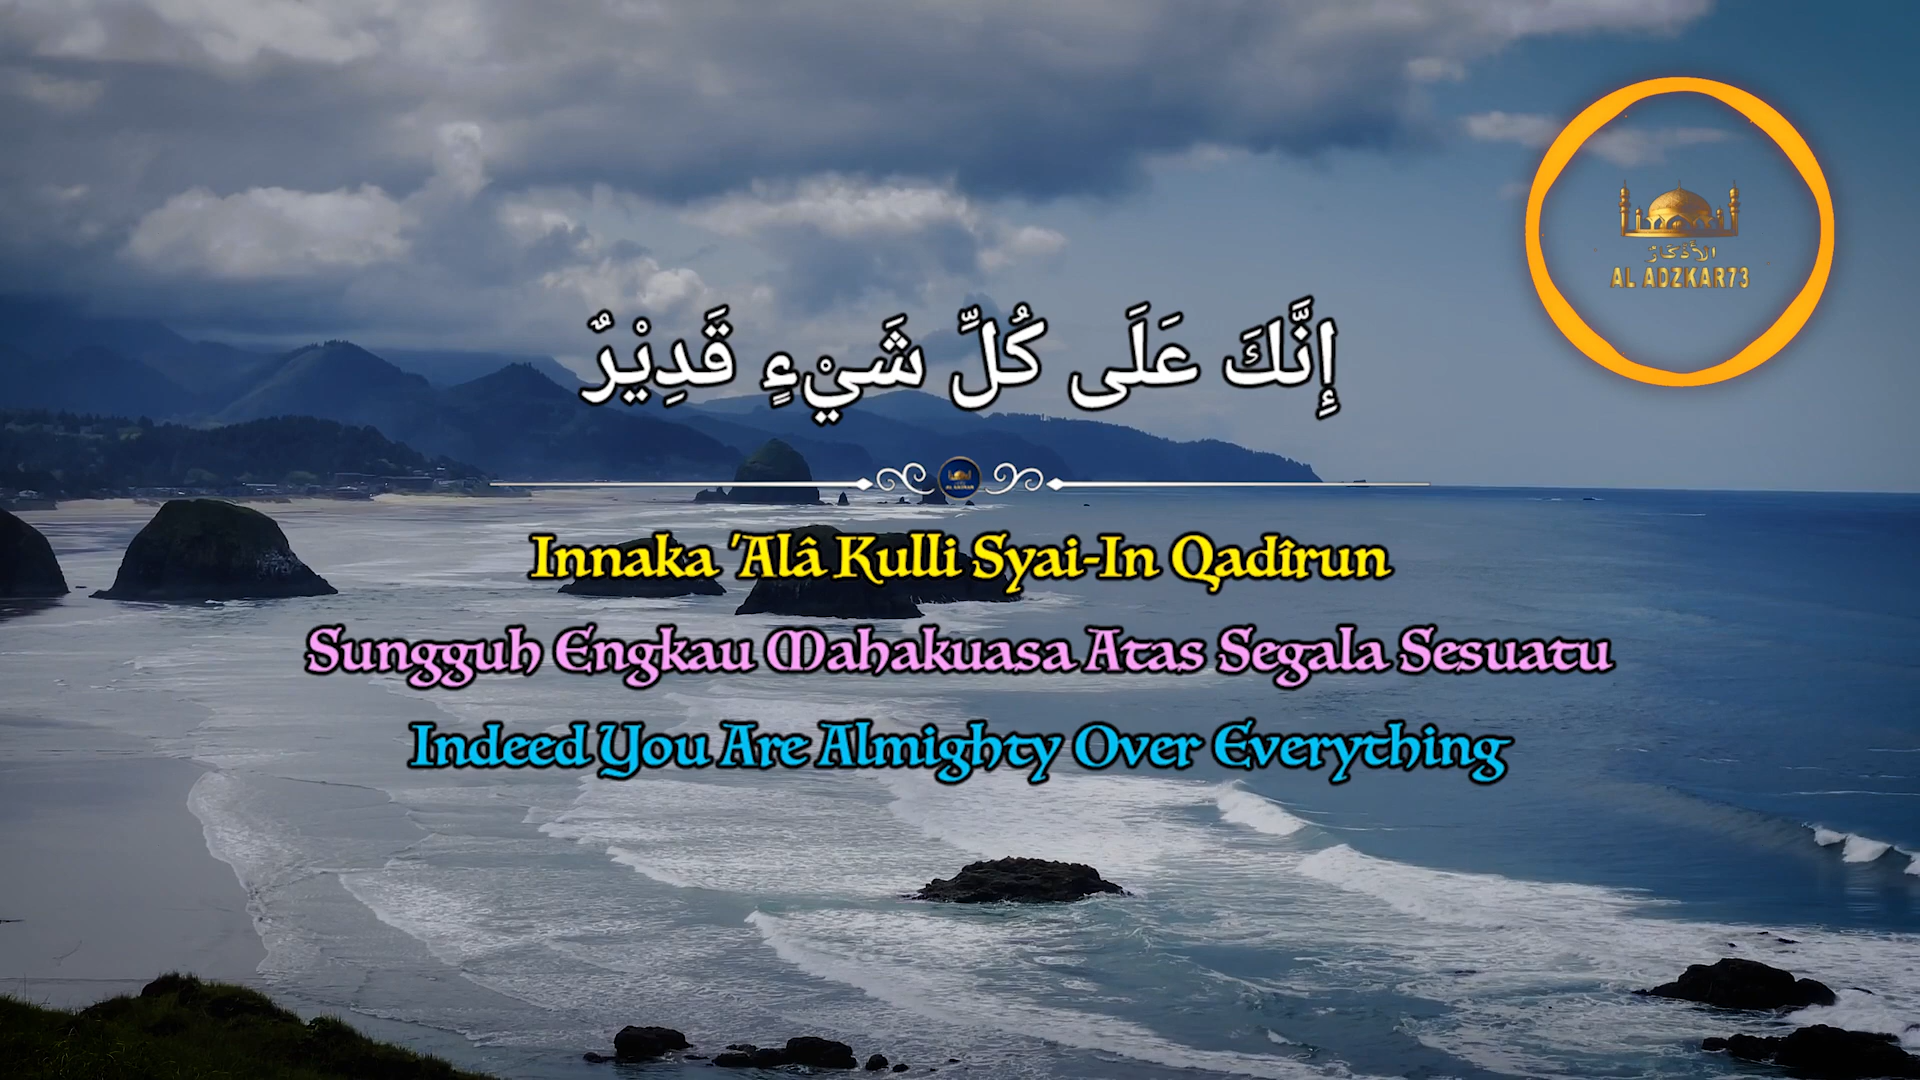 الأذكار
AL ADZKAR73
إِنَّكَ عَلَى كُلِّ شَيْءٍ قَدِيْرٌ
Innaka 'Alâ Kulli Syai-In Qadîrun
Sungguh Engkau Mahakuasa Atas Segala Sesuatu
Indeed You Are Almighty Over Everything